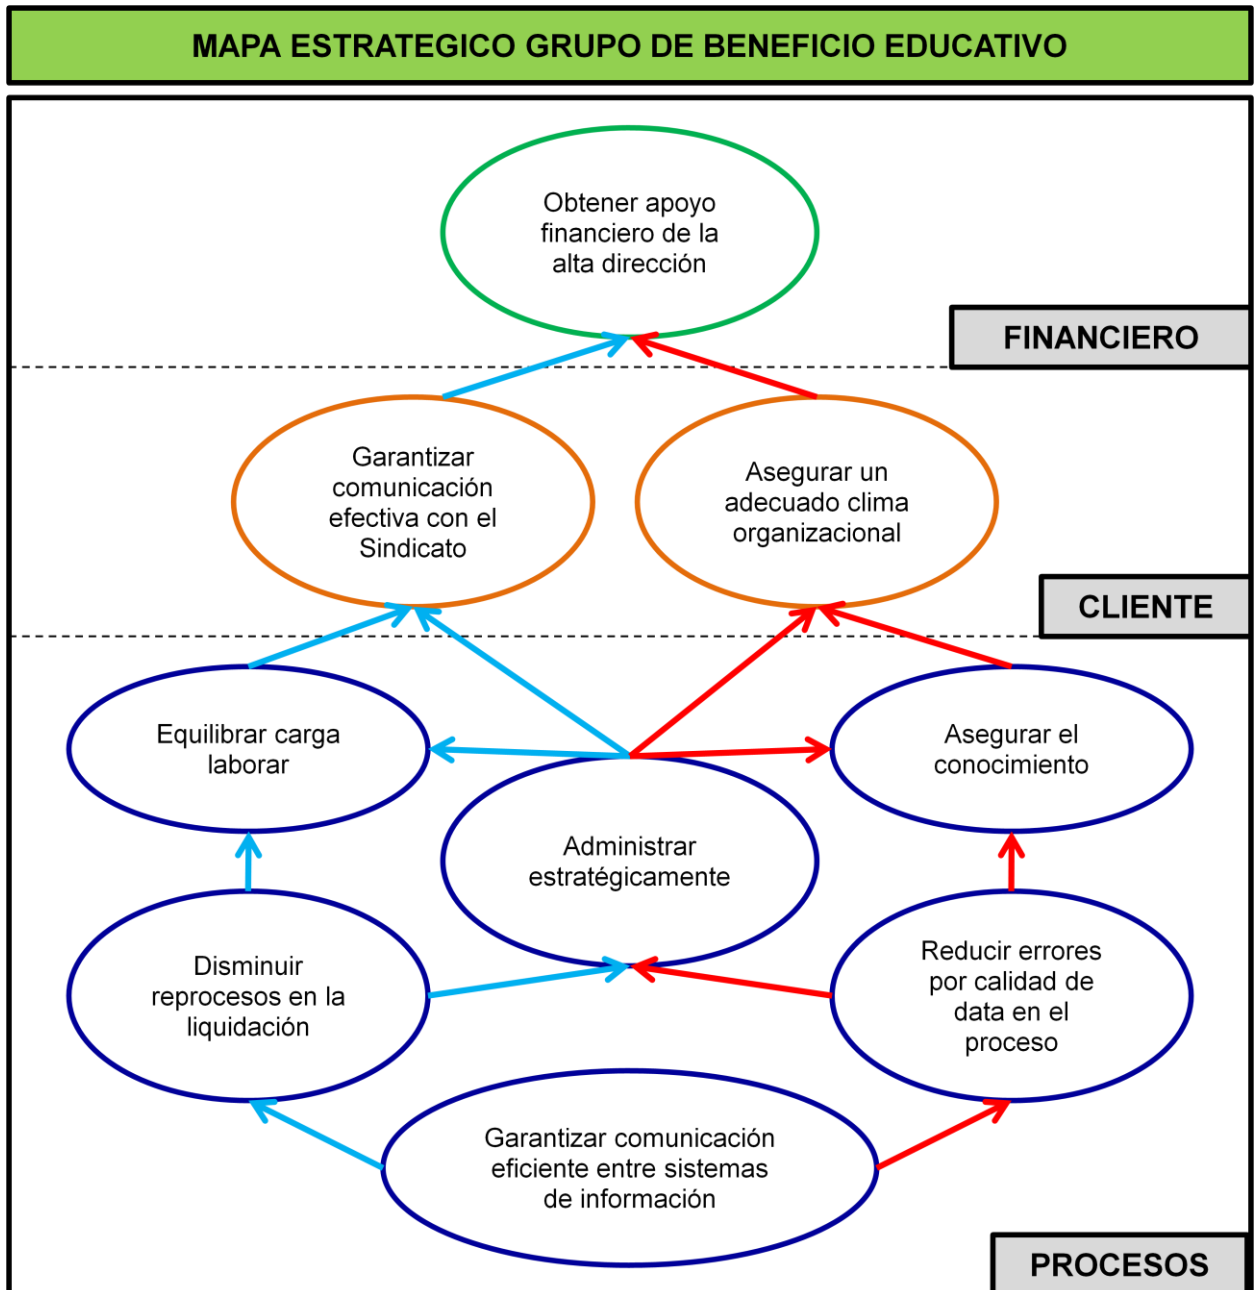 MAPA ESTRATEGICO GRUPO DE BENEFICIO EDUCATIVO
Obtener apoyo
financiero de la
alta dirección
FINANCIERO
Garantizar
comunicación
efectiva con el
Sindicato
Asegurar un
adecuado clima
organizacional
CLIENTE
Equilibrar carga
laborar
Asegurar el
conocimiento
Administrar
estratégicamente
Disminuir
reprocesos en la
liquidación
Reducir errores
por calidad de
data en el
proceso
Garantizar comunicación
eficiente entre sistemas
de información
PROCESOS